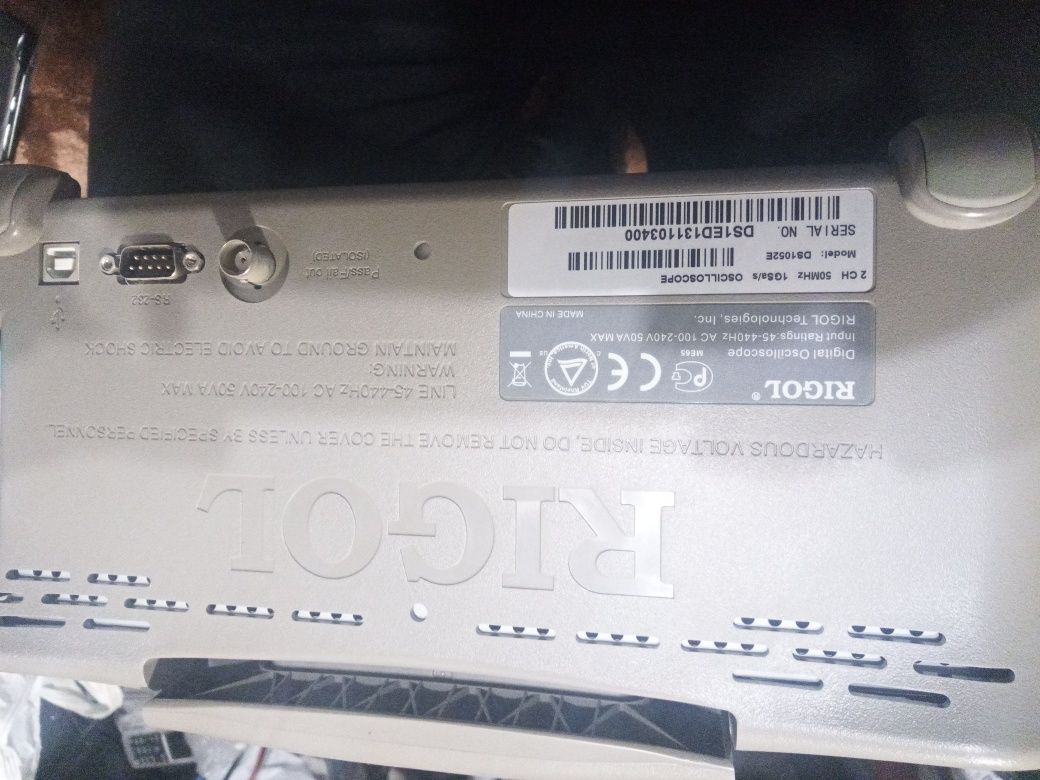 RIGOL
HAZARDOUS VOLTAGE INSIDE, DO NOT REMOVE THE COVER UNLESS BY SPECIFIED PERSONNEL
RIGOL®
Digital Oscilloscope
Input Ratings 45-440Hz AC 100-240V 50VA MAX
RIGOL Technologies, Inc.
MADE IN CHINA
ME65
CE
C
US
2 CH 50MHz 1GSa/s OSCILLOSCOPE
Model: DS1052E
SERIAL NO. DS1ED131103400
LINE 45-440Hz AC 100-240V 50VA MAX
WARNING:
MAINTAIN GROUND TO AVOID ELECTRIC SHOCK
Pass/Fail out
(ISOLATED)
RS-232